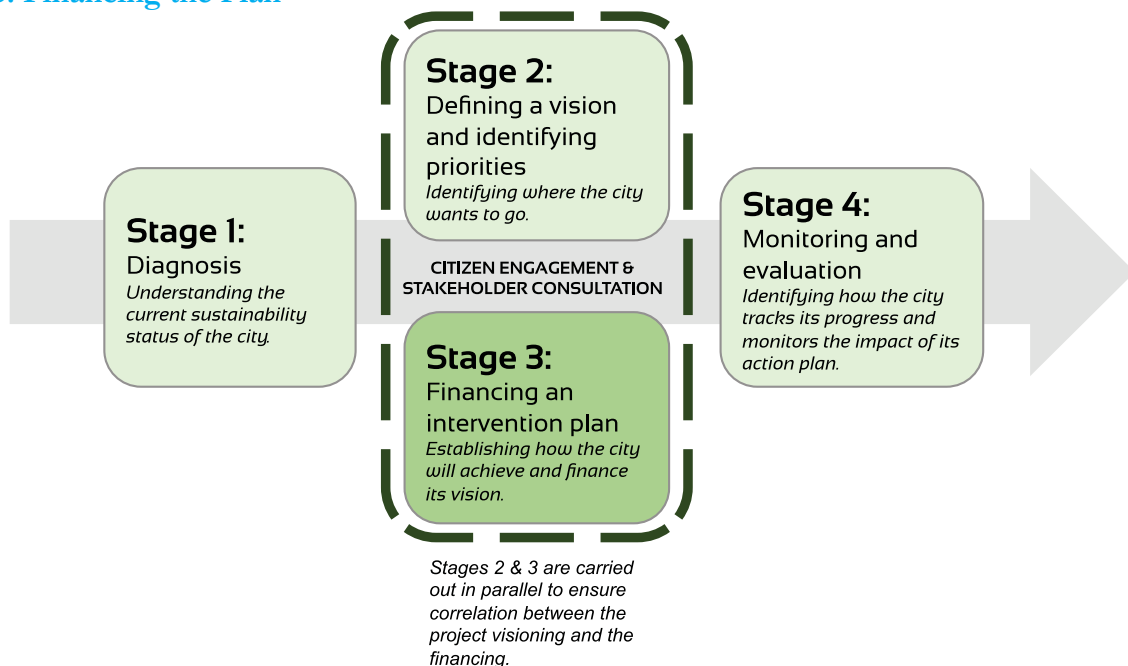 Financing the Plan
Stage 1:
Diagnosis
Understanding the
current sustainability
status of the city.
Stage 2:
Defining a vision
and identifying
priorities
Identifying where the city
wants to go.
CITIZEN ENGAGEMENT &
STAKEHOLDER CONSULTATION
Stage 3:
Financing an
intervention plan
Establishing how the city
will achieve and finance
its vision.
Stage 4:
Monitoring and
evaluation
Identifying how the city
tracks its progress and
monitors the impact of its
action plan.
Stages 2 & 3 are carried
out in parallel to ensure
correlation between the
project visioning and the
financing.